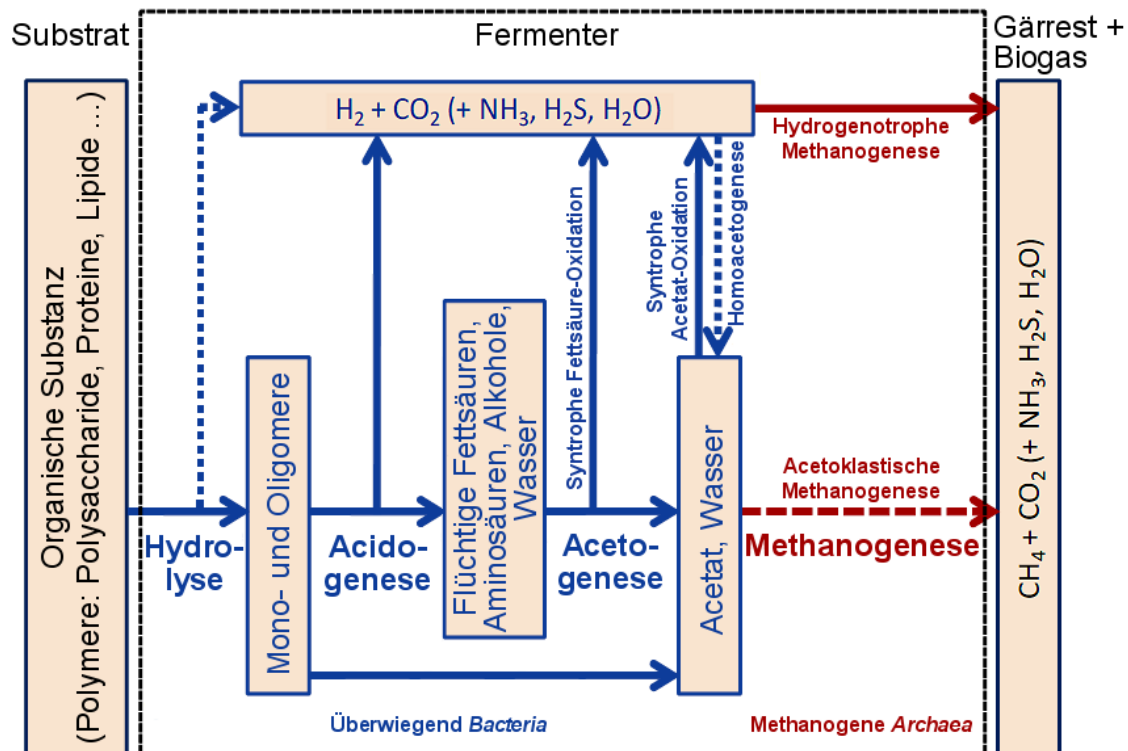 Substrat
Fermenter
Gärrest +
Biogas
Organische Substanz
(Polymere: Polysaccharide, Proteine, Lipide ...)
H₂ + CO₂ (+ NH₃, H₂S, H₂O)
Hydrogenotrophe
Methanogenese
Syntrophe Fettsäure-Oxidation
Syntrophe
Acetat-Oxidation
Homoacetogenese
Mono- und Oligomere
Flüchtige Fettsäuren,
Aminosäuren, Alkohole,
Wasser
Acetat, Wasser
Acetoklastische
Methanogenese
Hydro-
lyse
Acido-
genese
Aceto-
genese
Methanogenese
CH₄ + CO₂ (+ NH₃, H₂S, H₂O)
Überwiegend Bacteria
Methanogene Archaea